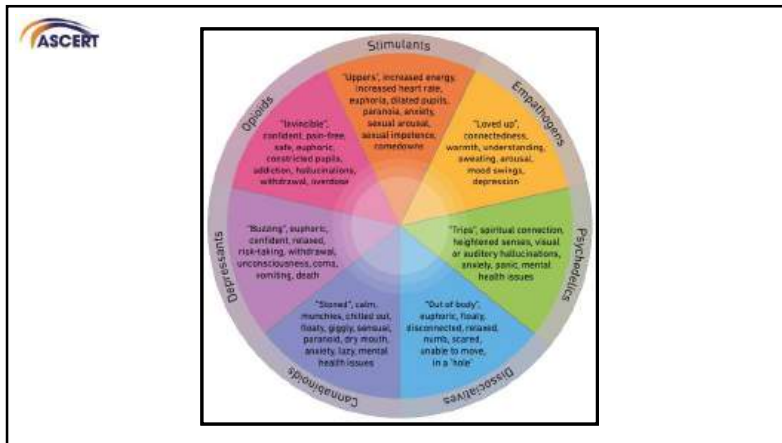 ASCERT
Stimulants
"Uppers", increased energy,
increased heart rate,
euphoria, dilated pupils,
paranoia, anxiety,
sexual arousal,
sexual impotence,
comedowns
Empathogens
"Loved up",
connectedness,
warmth, understanding,
sweating, arousal,
mood swings,
depression
Psychedelics
"Trips", spiritual connection,
heightened senses, visual
or auditory hallucinations,
anxiety, panic, mental
health issues
Dissociatives
"Out of body",
euphoric, floaty,
disconnected, relaxed,
numb, scared,
unable to move,
in a 'hole'
Cannabinoids
"Stoned", calm,
munchies, chilled out,
floaty, giggly, sensual,
paranoid, dry mouth,
anxiety, lazy, mental
health issues
Depressants
"Buzzing", euphoric,
confident, relaxed,
risk-taking, withdrawal,
unconsciousness, coma,
vomiting, death
Opioids
"Invincible",
confident, pain-free,
safe, euphoric,
constricted pupils,
addiction, hallucinations,
withdrawal, overdose